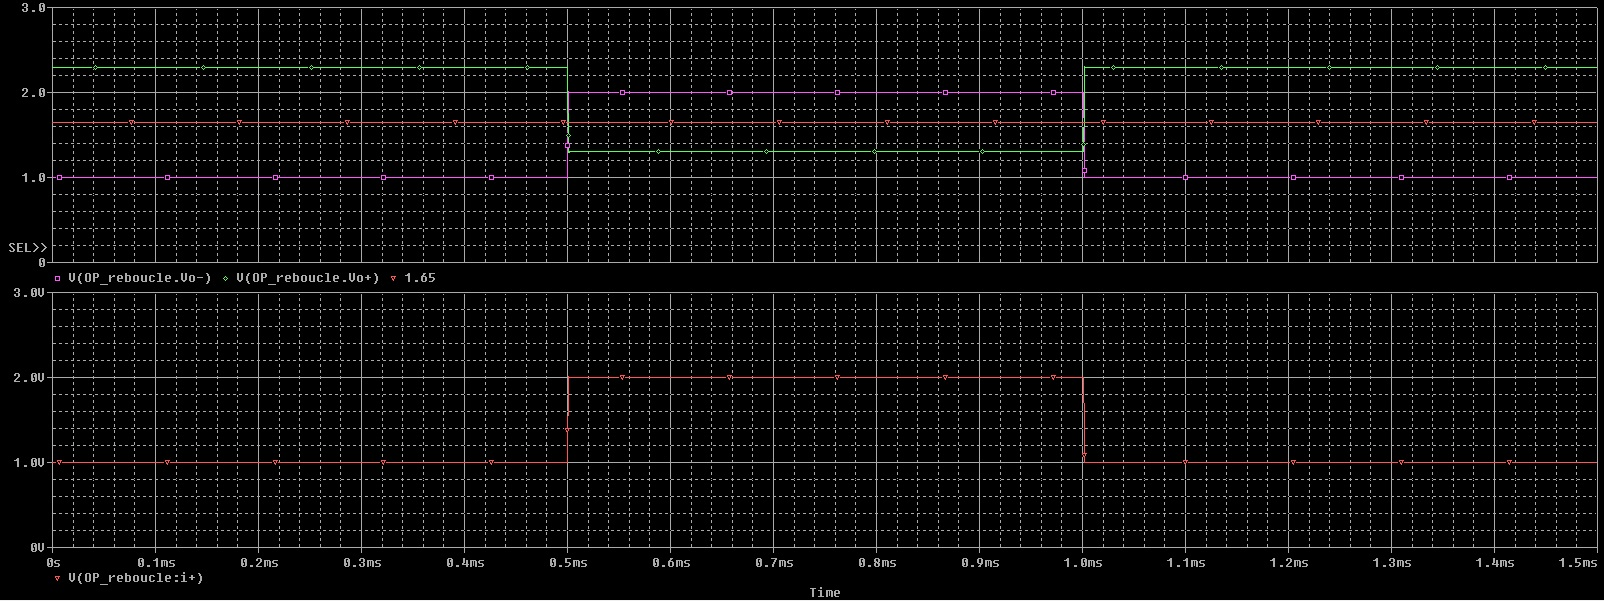 3.0
2.0
1.0
SEL>>
0
V(OP_reboucle.Vo-) V(OP_reboucle.Vo+) 1.65
3.0V
2.0V
1.0V
0V
0s 0.1ms 0.2ms 0.3ms 0.4ms 0.5ms 0.6ms 0.7ms 0.8ms 0.9ms 1.0ms 1.1ms 1.2ms 1.3ms 1.4ms 1.5ms
V(OP_reboucle:i+)
Time